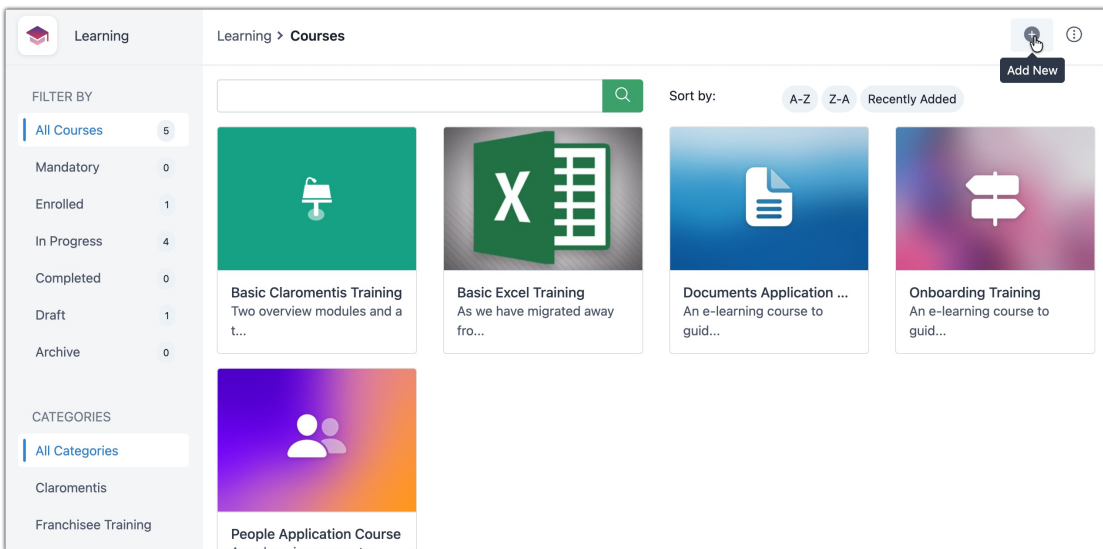 Learning
Learning > Courses
Add New
FILTER BY
All Courses 5
Mandatory 0
Enrolled 1
In Progress 4
Completed 0
Draft 1
Archive 0
CATEGORIES
All Categories
Claromentis
Franchisee Training
Sort by:
A-Z Z-A Recently Added
X
Basic Claromentis Training
Two overview modules and a
t...
Basic Excel Training
As we have migrated away
fro...
Documents Application ...
An e-learning course to
guid...
Onboarding Training
An e-learning course to
guid...
People Application Course